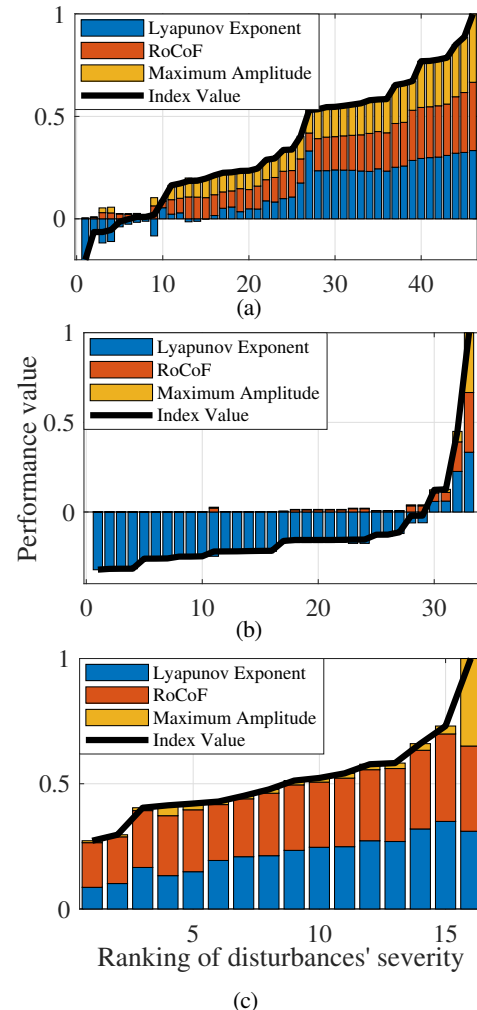 1
Lyapunov Exponent
RoCoF
Maximum Amplitude
Index Value
0.5
0
0 10 20 30 40
(a)
1
Lyapunov Exponent
RoCoF
Maximum Amplitude
Index Value
0.5
0
0 10 20 30
(b)
Performance value
1
Lyapunov Exponent
RoCoF
Maximum Amplitude
Index Value
0.5
0
5 10 15
Ranking of disturbances' severity
(c)